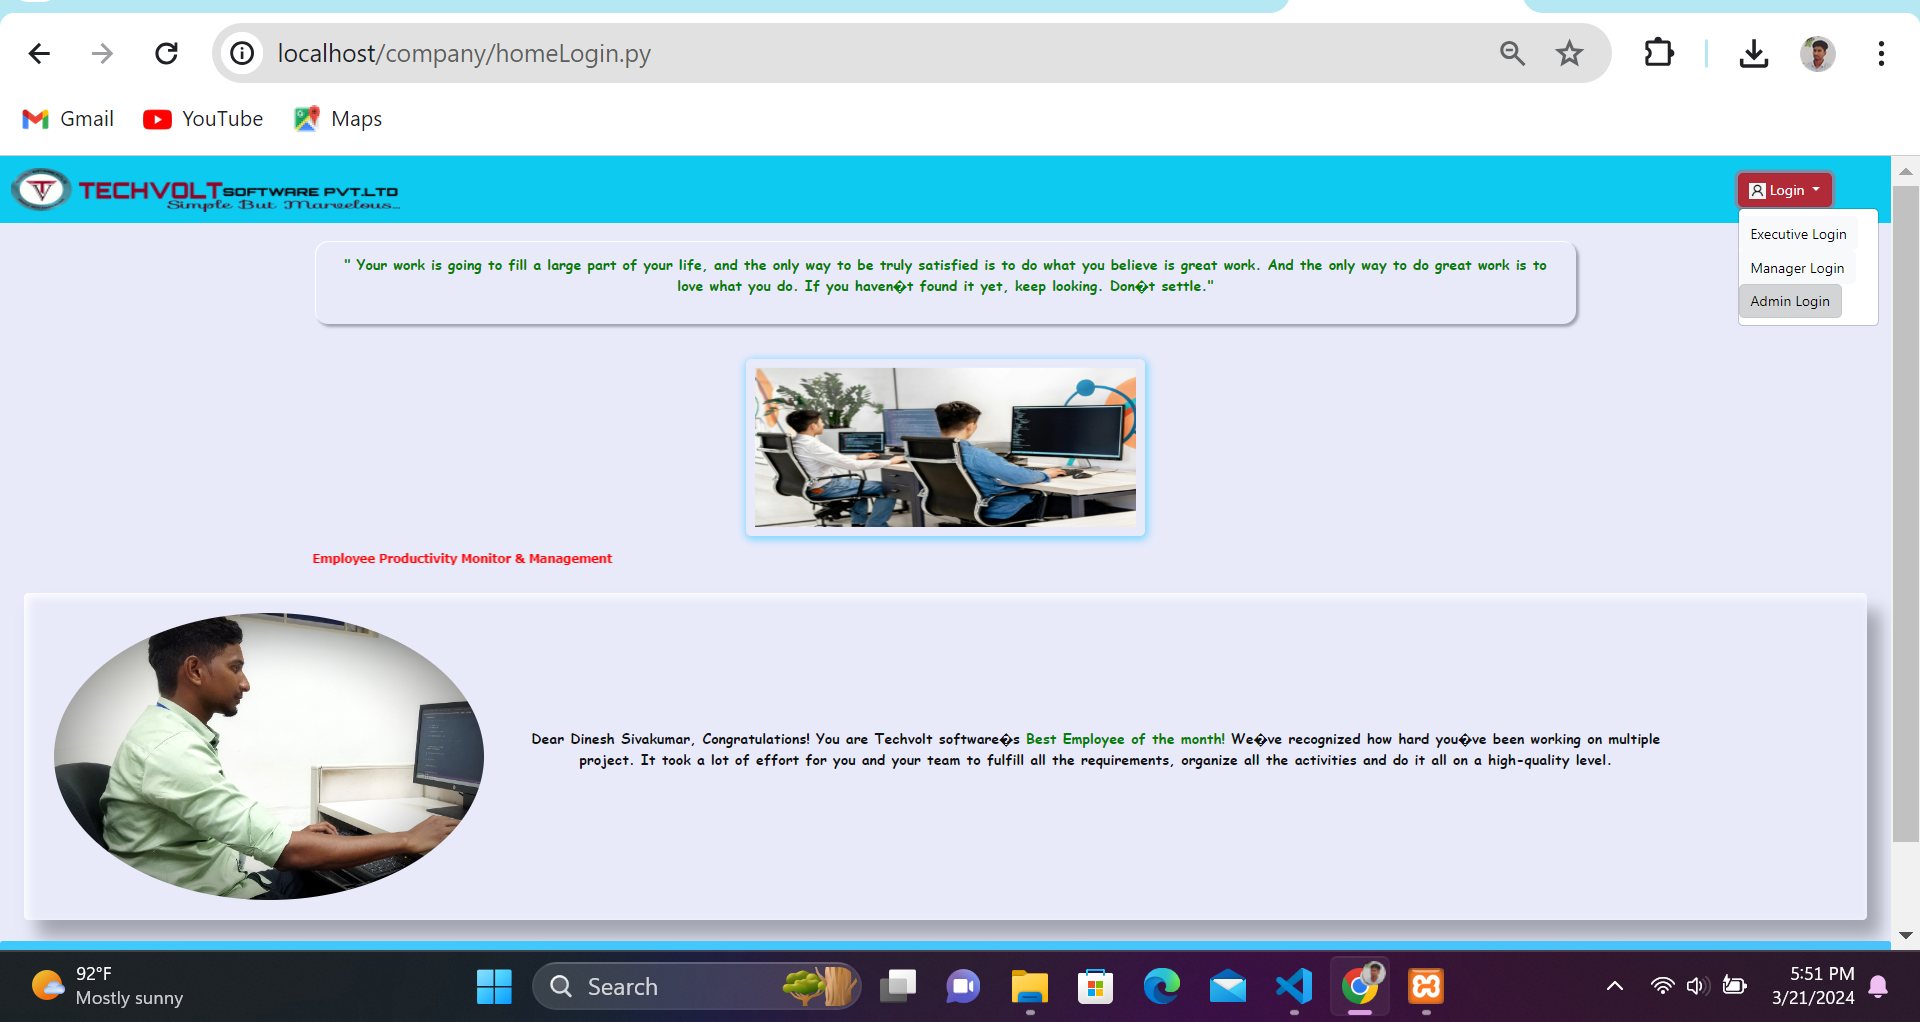 localhost/company/homeLogin.py
Gmail YouTube Maps
TECHVOLT SOFTWARE PVT.LTD
Simple But Marvelous...
Login
Executive Login
Manager Login
Admin Login
" Your work is going to fill a large part of your life, and the only way to be truly satisfied is to do what you believe is great work. And the only way to do great work is to
love what you do. If you haven�t found it yet, keep looking. Don�t settle."
Employee Productivity Monitor & Management
Dear Dinesh Sivakumar, Congratulations! You are Techvolt software�s Best Employee of the month! We�ve recognized how hard you�ve been working on multiple
project. It took a lot of effort for you and your team to fulfill all the requirements, organize all the activities and do it all on a high-quality level.
92°F
Mostly sunny
Search
5:51 PM
3/21/2024